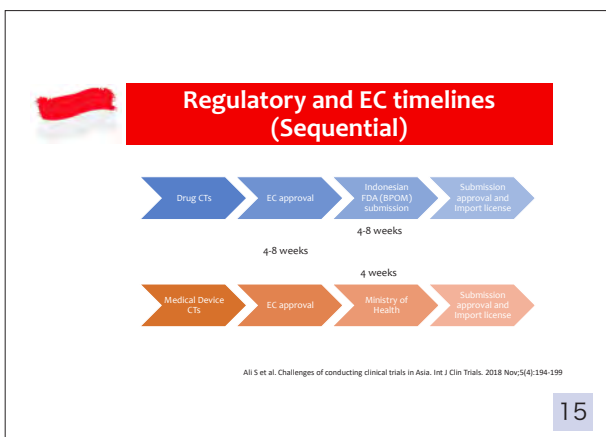 Regulatory and EC timelines
(Sequential)
Drug CTs
EC approval
Indonesian
FDA (BPOM)
submission
Submission
approval and
Import license
4-8 weeks
4-8 weeks
4 weeks
Medical Device
CTs
EC approval
Ministry of
Health
Submission
approval and
Import license
Ali S et al. Challenges of conducting clinical trials in Asia. Int J Clin Trials. 2018 Nov;5(4):194-199
15